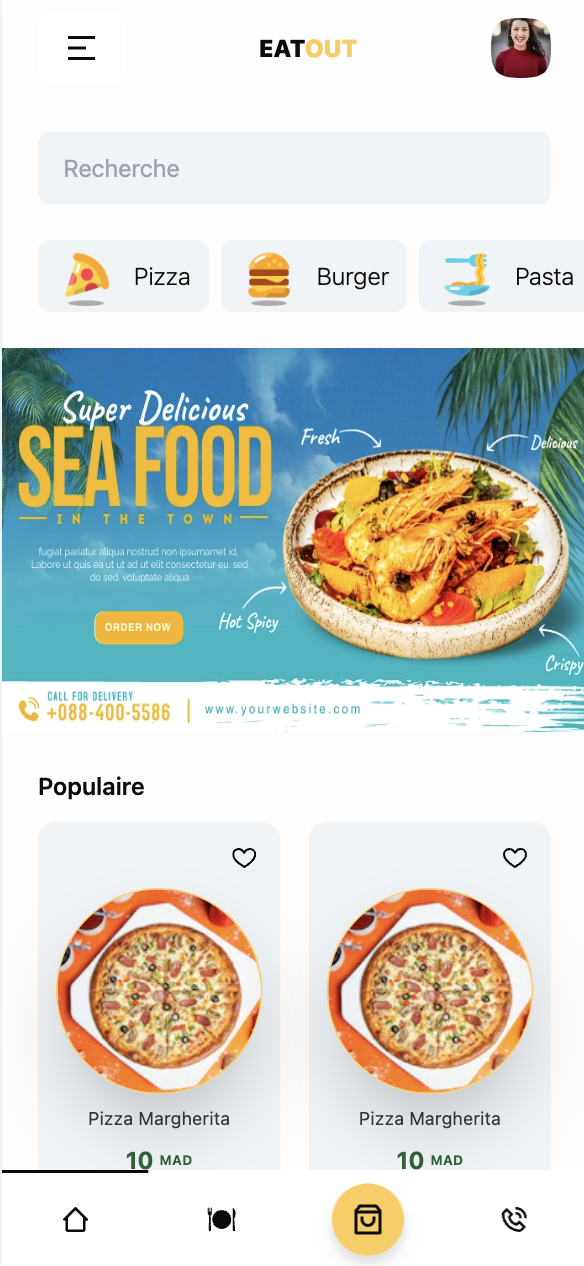 EATOUT
Recherche
Pizza
Burger
Pasta
Super Delicious
SEA FOOD
IN THE TOWN
fugiat pariatur aliqua nostrud non ipsumamet id.
Labore ut quis ea ut ut ad ut elit consectetur eu. sed
do sed. voluptate aliqua
ORDER NOW
Fresh
Delicious
Hot Spicy
Crispy
CALL FOR DELIVERY
+088-400-5586
www.yourwebsite.com
Populaire
Pizza Margherita
10 MAD
Pizza Margherita
10 MAD